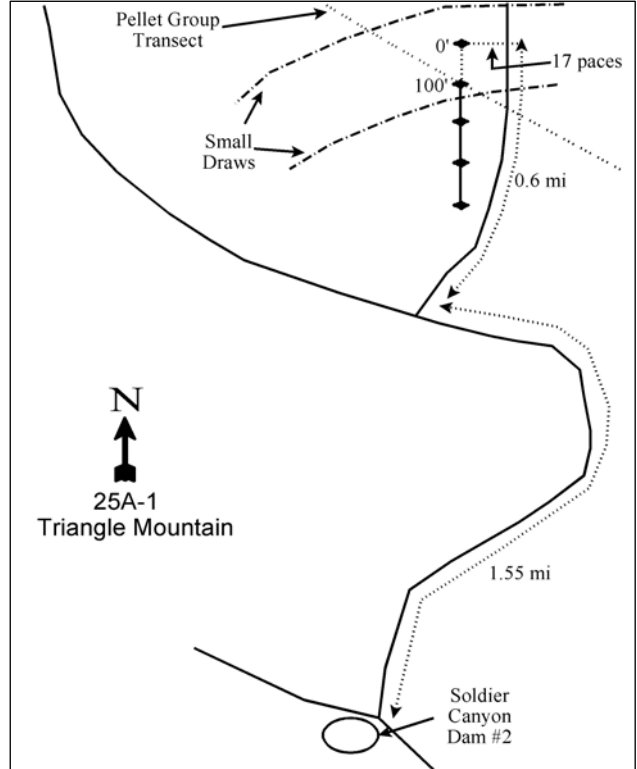 Pellet Group
Transect
0'
17 paces
100'
Small
Draws
0.6 mi
N
25A-1
Triangle Mountain
1.55 mi
Soldier
Canyon
Dam #2